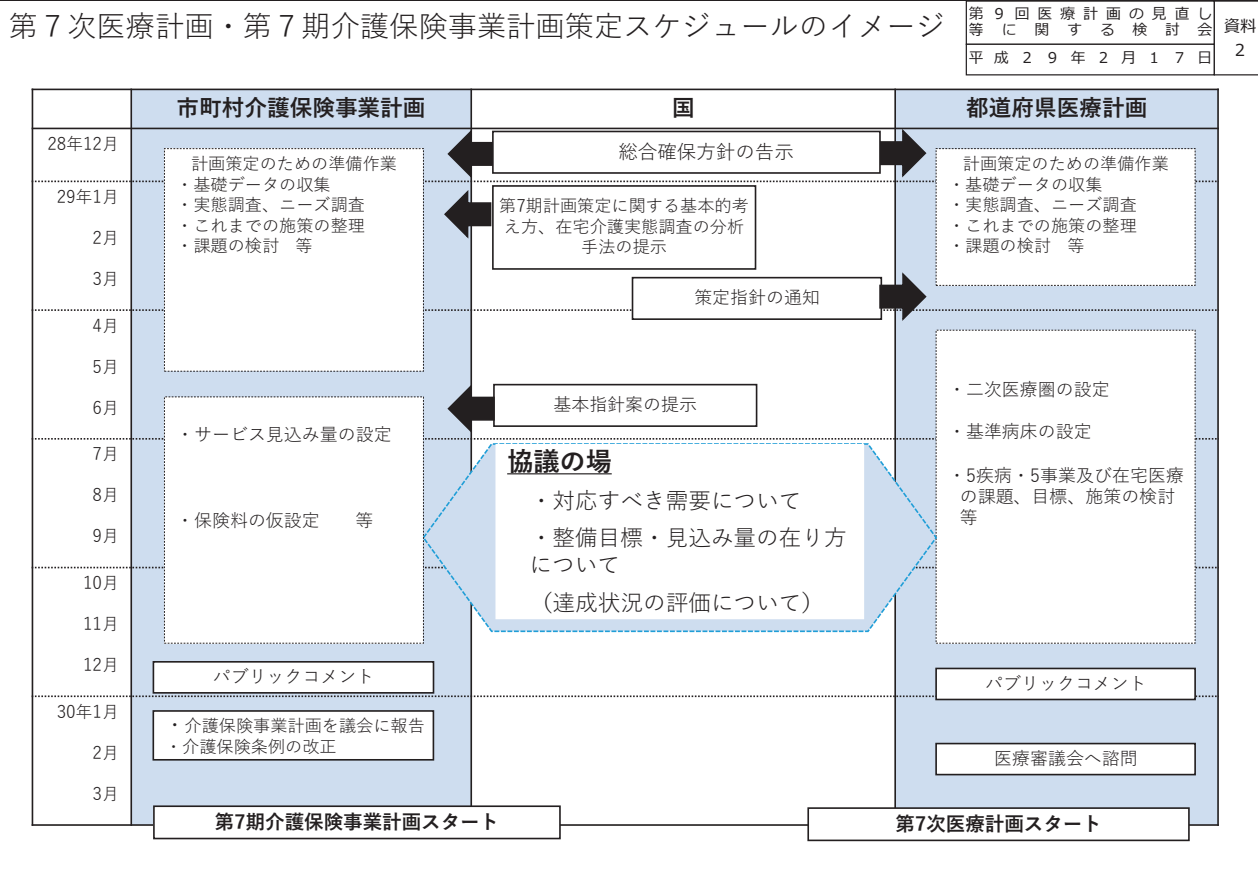 第７次医療計画・第７期介護保険事業計画策定スケジュールのイメージ
第９回医療計画の見直し
等に関する検討会
平成２９年２月１７日
資料
2
市町村介護保険事業計画
国
都道府県医療計画
28年12月
29年1月
2月
3月
4月
5月
6月
7月
8月
9月
10月
11月
12月
30年1月
2月
3月
計画策定のための準備作業
・基礎データの収集
・実態調査、ニーズ調査
・これまでの施策の整理
・課題の検討　等
・サービス見込み量の設定
・保険料の仮設定　　等
パブリックコメント
・介護保険事業計画を議会に報告
・介護保険条例の改正
第7期介護保険事業計画スタート
総合確保方針の告示
第7期計画策定に関する基本的考
え方、在宅介護実態調査の分析
手法の提示
策定指針の通知
基本指針案の提示
協議の場
・対応すべき需要について
・整備目標・見込み量の在り方
について
（達成状況の評価について）
計画策定のための準備作業
・基礎データの収集
・実態調査、ニーズ調査
・これまでの施策の整理
・課題の検討　等
・二次医療圏の設定
・基準病床の設定
・5疾病・5事業及び在宅医療
の課題、目標、施策の検討
等
パブリックコメント
医療審議会へ諮問
第7次医療計画スタート